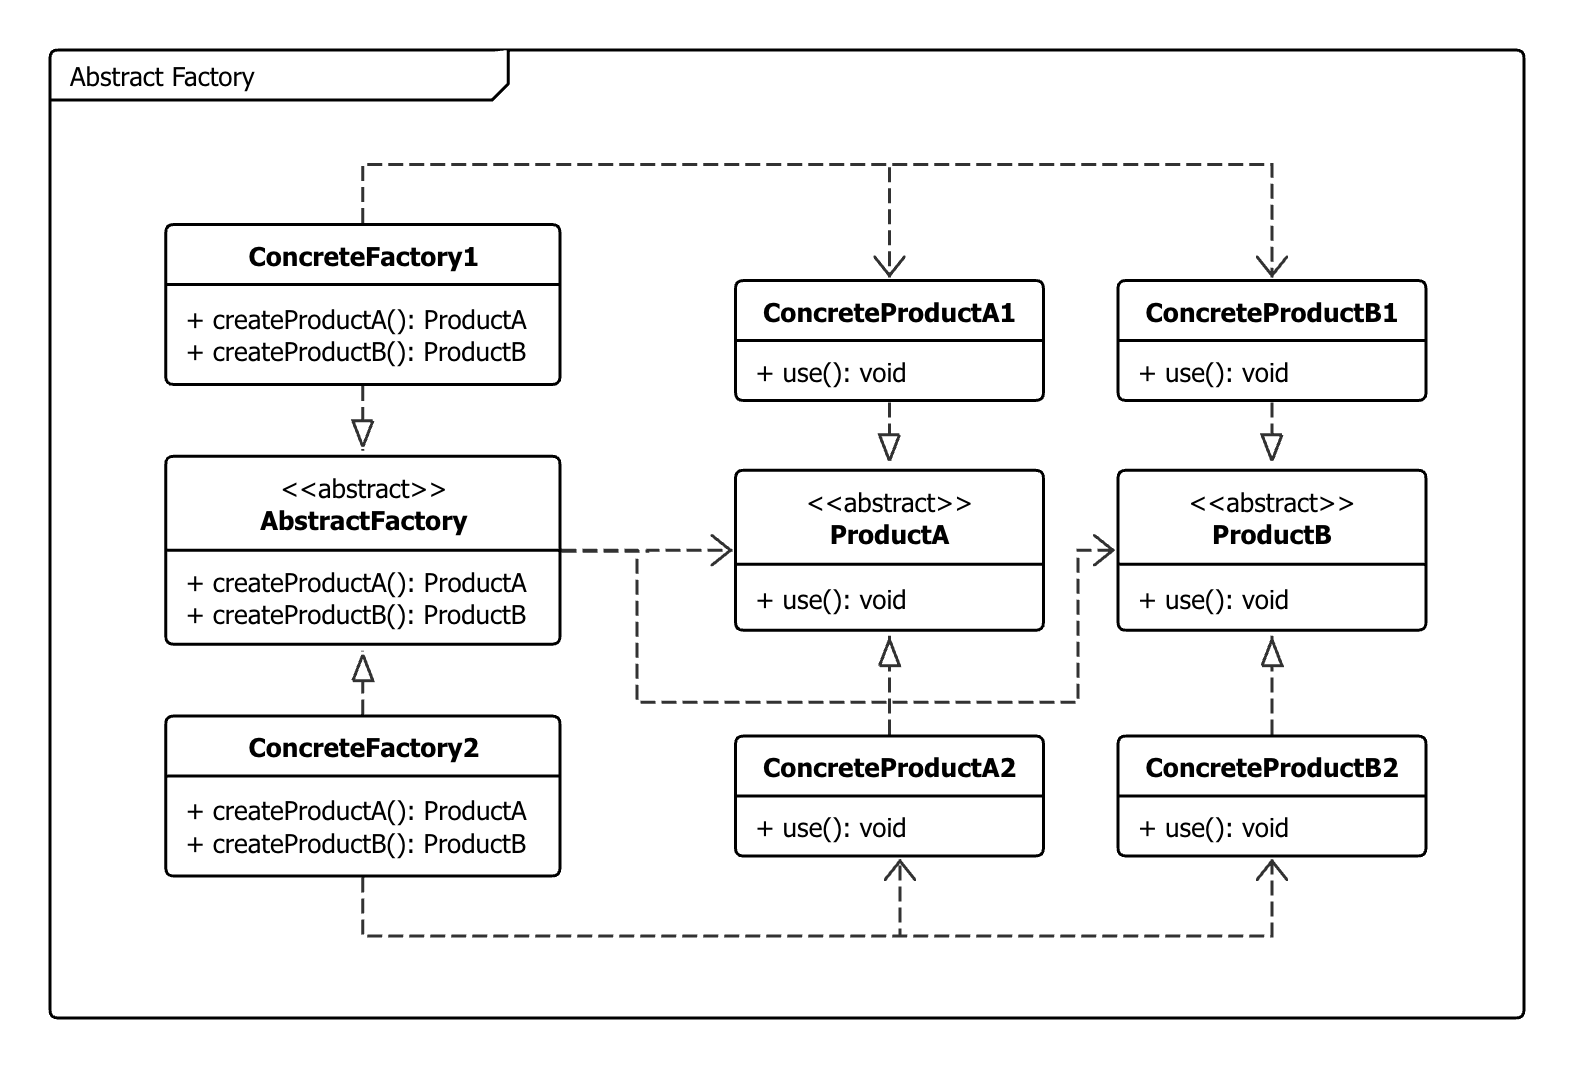 Abstract Factory
ConcreteFactory1
+ createProductA(): ProductA
+ createProductB(): ProductB
ConcreteProductA1
+ use(): void
ConcreteProductB1
+ use(): void
<<abstract>>
AbstractFactory
+ createProductA(): ProductA
+ createProductB(): ProductB
<<abstract>>
ProductA
+ use(): void
<<abstract>>
ProductB
+ use(): void
ConcreteFactory2
+ createProductA(): ProductA
+ createProductB(): ProductB
ConcreteProductA2
+ use(): void
ConcreteProductB2
+ use(): void